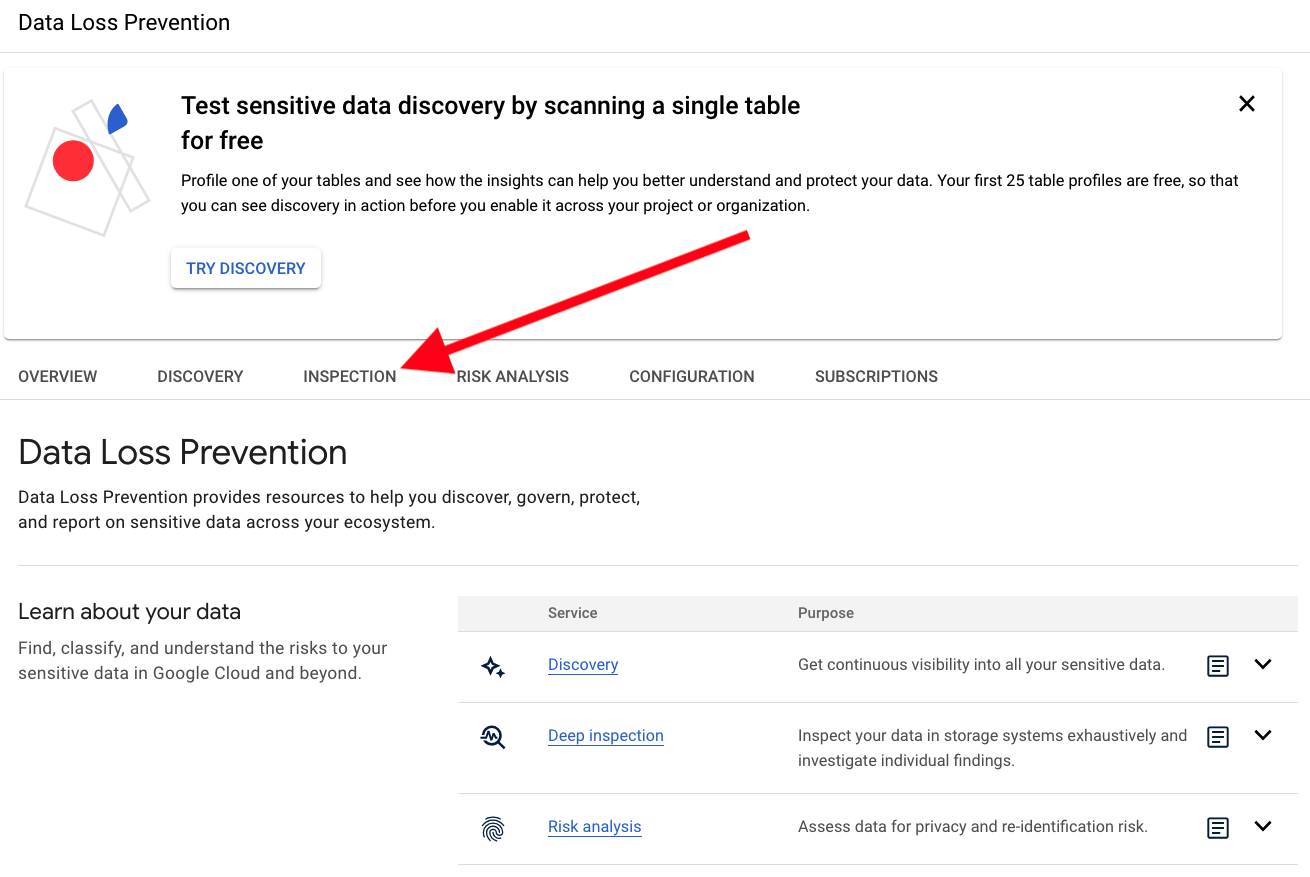 Data Loss Prevention
Test sensitive data discovery by scanning a single table
for free
Profile one of your tables and see how the insights can help you better understand and protect your data. Your first 25 table profiles are free, so that
you can see discovery in action before you enable it across your project or organization.
TRY DISCOVERY
OVERVIEW DISCOVERY INSPECTION RISK ANALYSIS CONFIGURATION SUBSCRIPTIONS
Data Loss Prevention
Data Loss Prevention provides resources to help you discover, govern, protect,
and report on sensitive data across your ecosystem.
Learn about your data
Find, classify, and understand the risks to your
sensitive data in Google Cloud and beyond.
Service Purpose
Discovery Get continuous visibility into all your sensitive data.
Deep inspection Inspect your data in storage systems exhaustively and
investigate individual findings.
Risk analysis Assess data for privacy and re-identification risk.